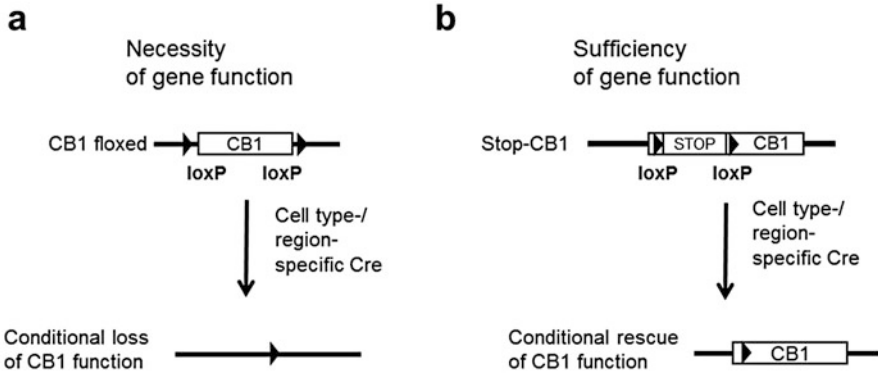 a
Necessity
of gene function
CB1 floxed
CB1
loxP
loxP
Cell type-/
region-
specific Cre
Conditional loss
of CB1 function
b
Sufficiency
of gene function
Stop-CB1
STOP
CB1
loxP
loxP
Cell type-/
region-
specific Cre
Conditional rescue
of CB1 function
CB1